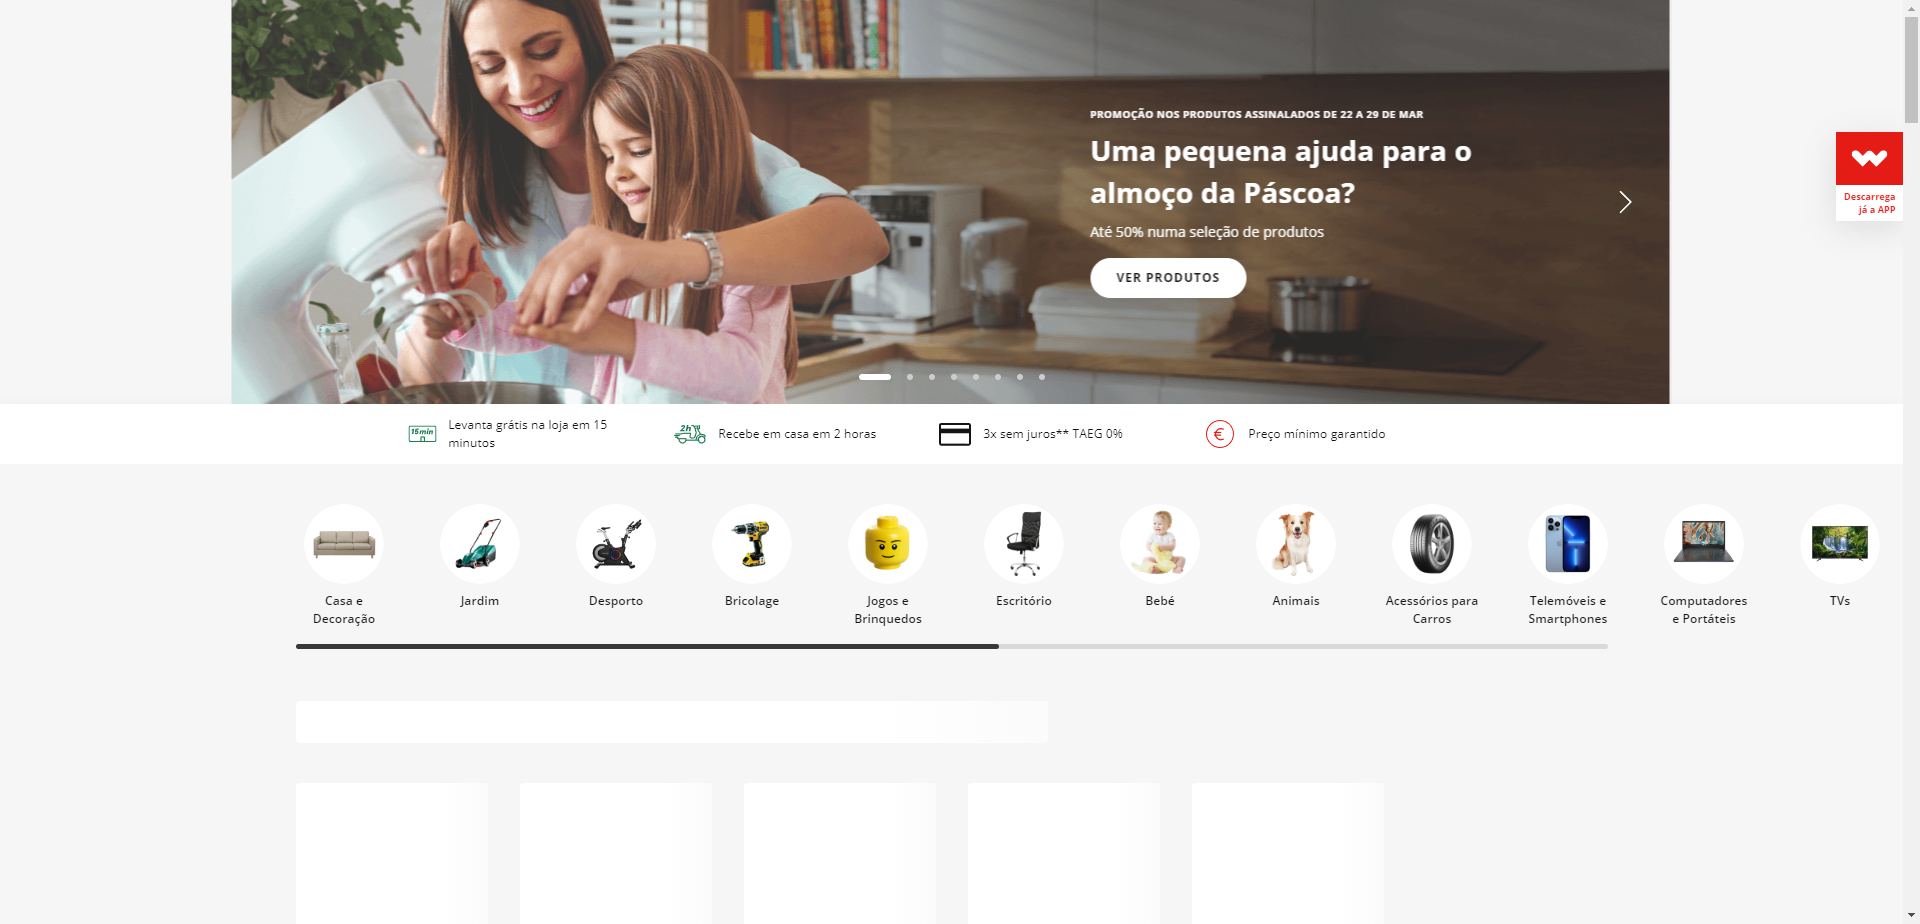 PROMOÇÃO NOS PRODUTOS ASSINALADOS DE 22 A 29 DE MAR
Uma pequena ajuda para o
almoço da Páscoa?
Até 50% numa seleção de produtos
VER PRODUTOS
Descarrega
já a APP
15min
Levanta grátis na loja em 15
minutos
2h
Recebe em casa em 2 horas
3x sem juros** TAEG 0%
€
Preço mínimo garantido
Casa e
Decoração
Jardim
Desporto
Bricolage
Jogos e
Brinquedos
Escritório
Bebé
Animais
Acessórios para
Carros
Telemóveis e
Smartphones
Computadores
e Portáteis
TVs